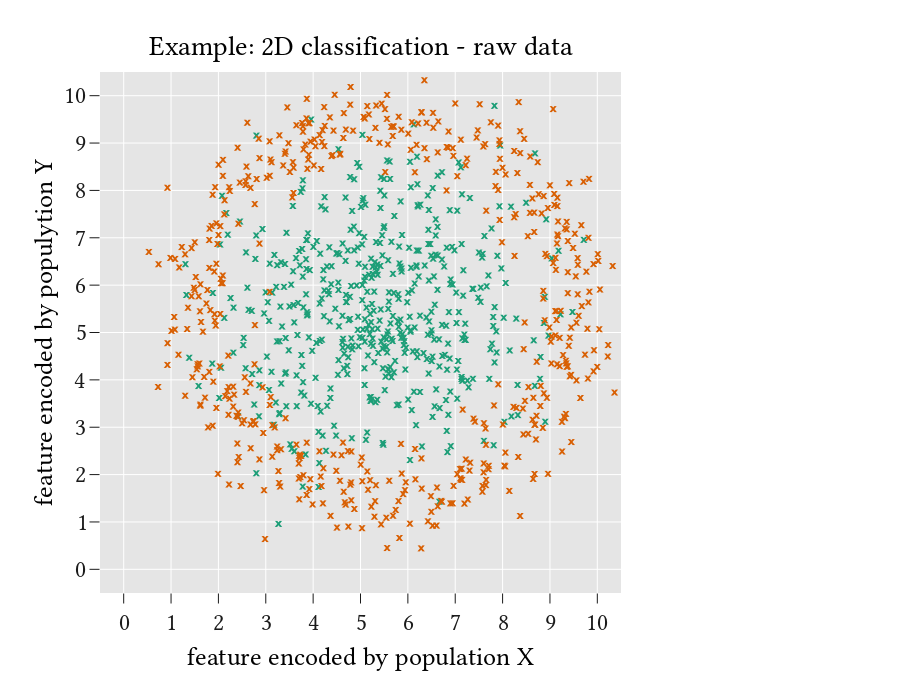 Example: 2D classification - raw data
feature encoded by populytion Y
10
9
8
7
6
5
4
3
2
1
0
0 1 2 3 4 5 6 7 8 9 10
feature encoded by population X